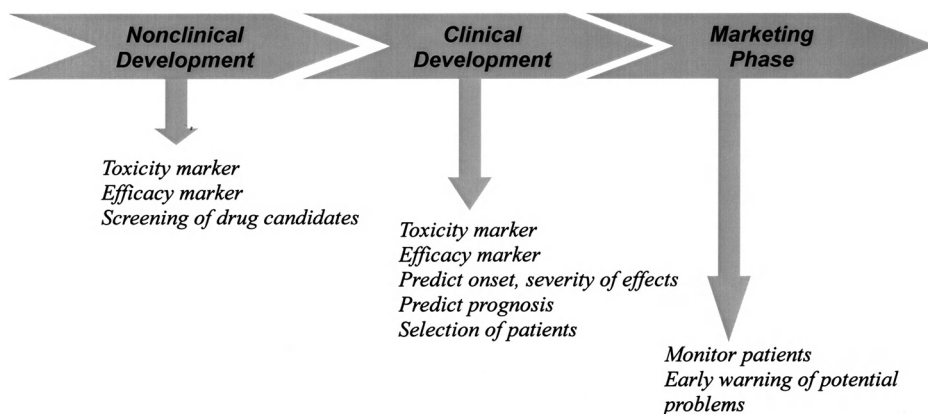 Nonclinical
Development
Clinical
Development
Marketing
Phase
Toxicity marker
Efficacy marker
Screening of drug candidates
Toxicity marker
Efficacy marker
Predict onset, severity of effects
Predict prognosis
Selection of patients
Monitor patients
Early warning of potential
problems